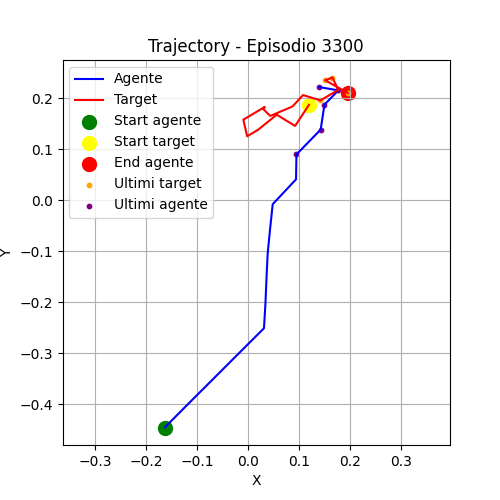 Trajectory - Episodio 3300
Agente
Target
Start agente
Start target
End agente
Ultimi target
Ultimi agente
Y
0.2
0.1
0.0
−0.1
−0.2
−0.3
−0.4
−0.3
−0.2
−0.1
0.0
0.1
0.2
0.3
X